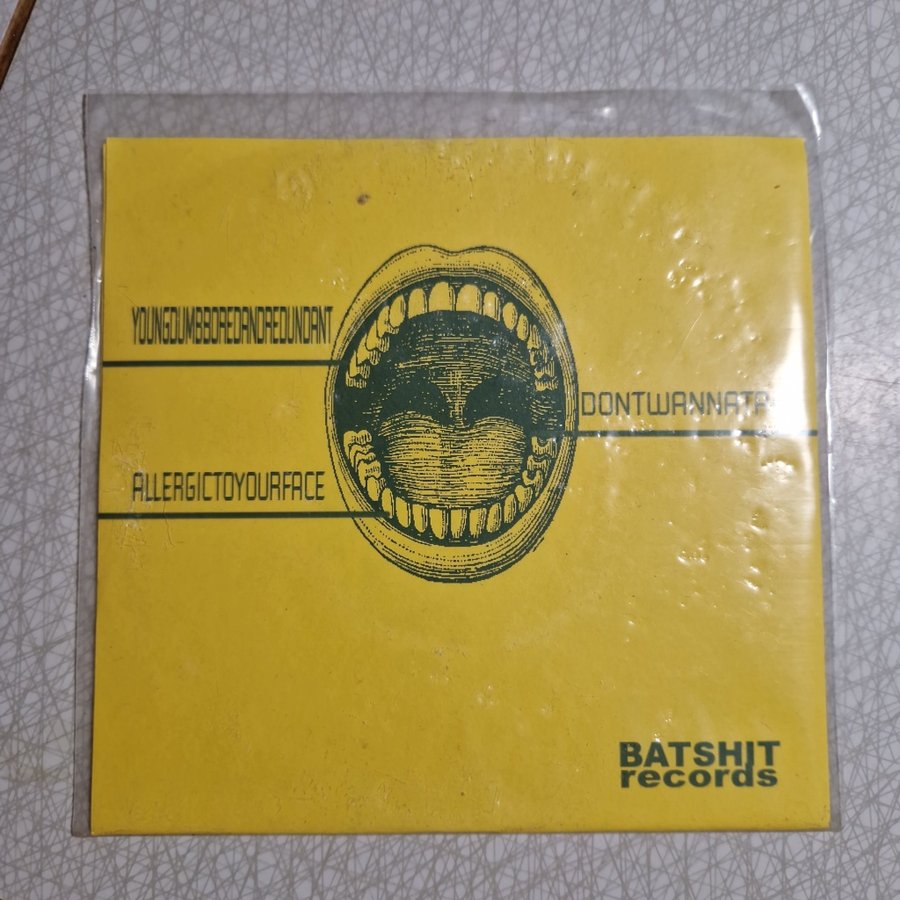 YOUNGDUMBBOREDANDREDUNDANT
DONTWANNATA
ALLERGICTOYOURFACE
BATSHIT
records